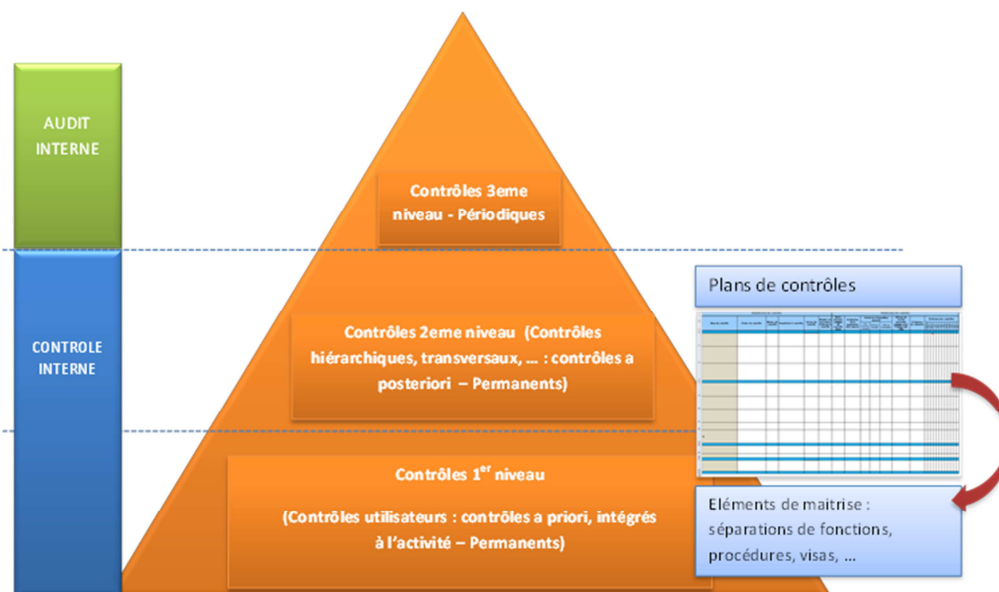 AUDIT
INTERNE
Contrôles 3eme
niveau - Périodiques
Plans de contrôles
CONTROLE
INTERNE
Contrôles 2eme niveau (Contrôles
hiérarchiques, transversaux, ... : contrôles a
posteriori – Permanents)
Contrôles 1er niveau
(Contrôles utilisateurs : contrôles a priori, intégrés
à l'activité – Permanents)
Eléments de maitrise :
séparations de fonctions,
procédures, visas, ...